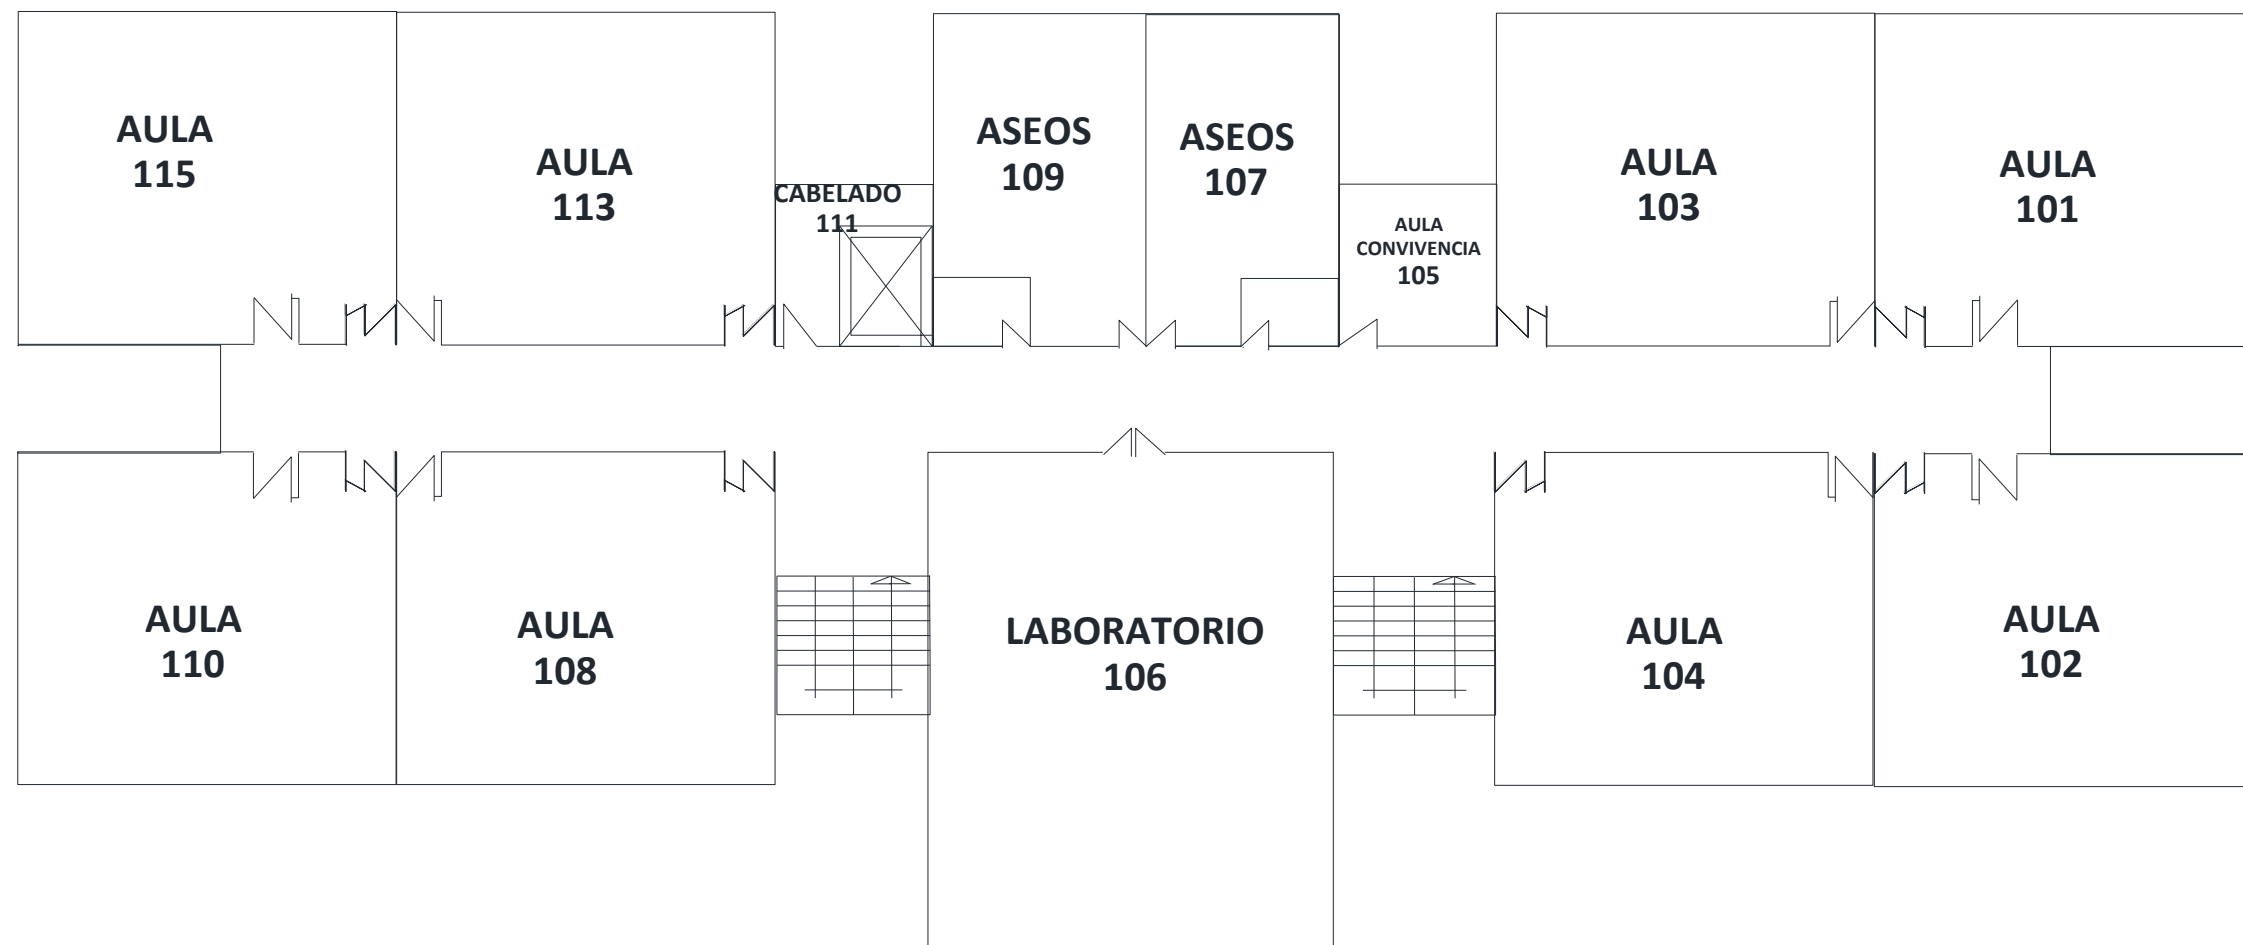 AULA
115
AULA
113
CABELADO
111
ASEOS
109
ASEOS
107
AULA
CONVIVENCIA
105
AULA
103
AULA
101
AULA
110
AULA
108
LABORATORIO
106
AULA
104
AULA
102